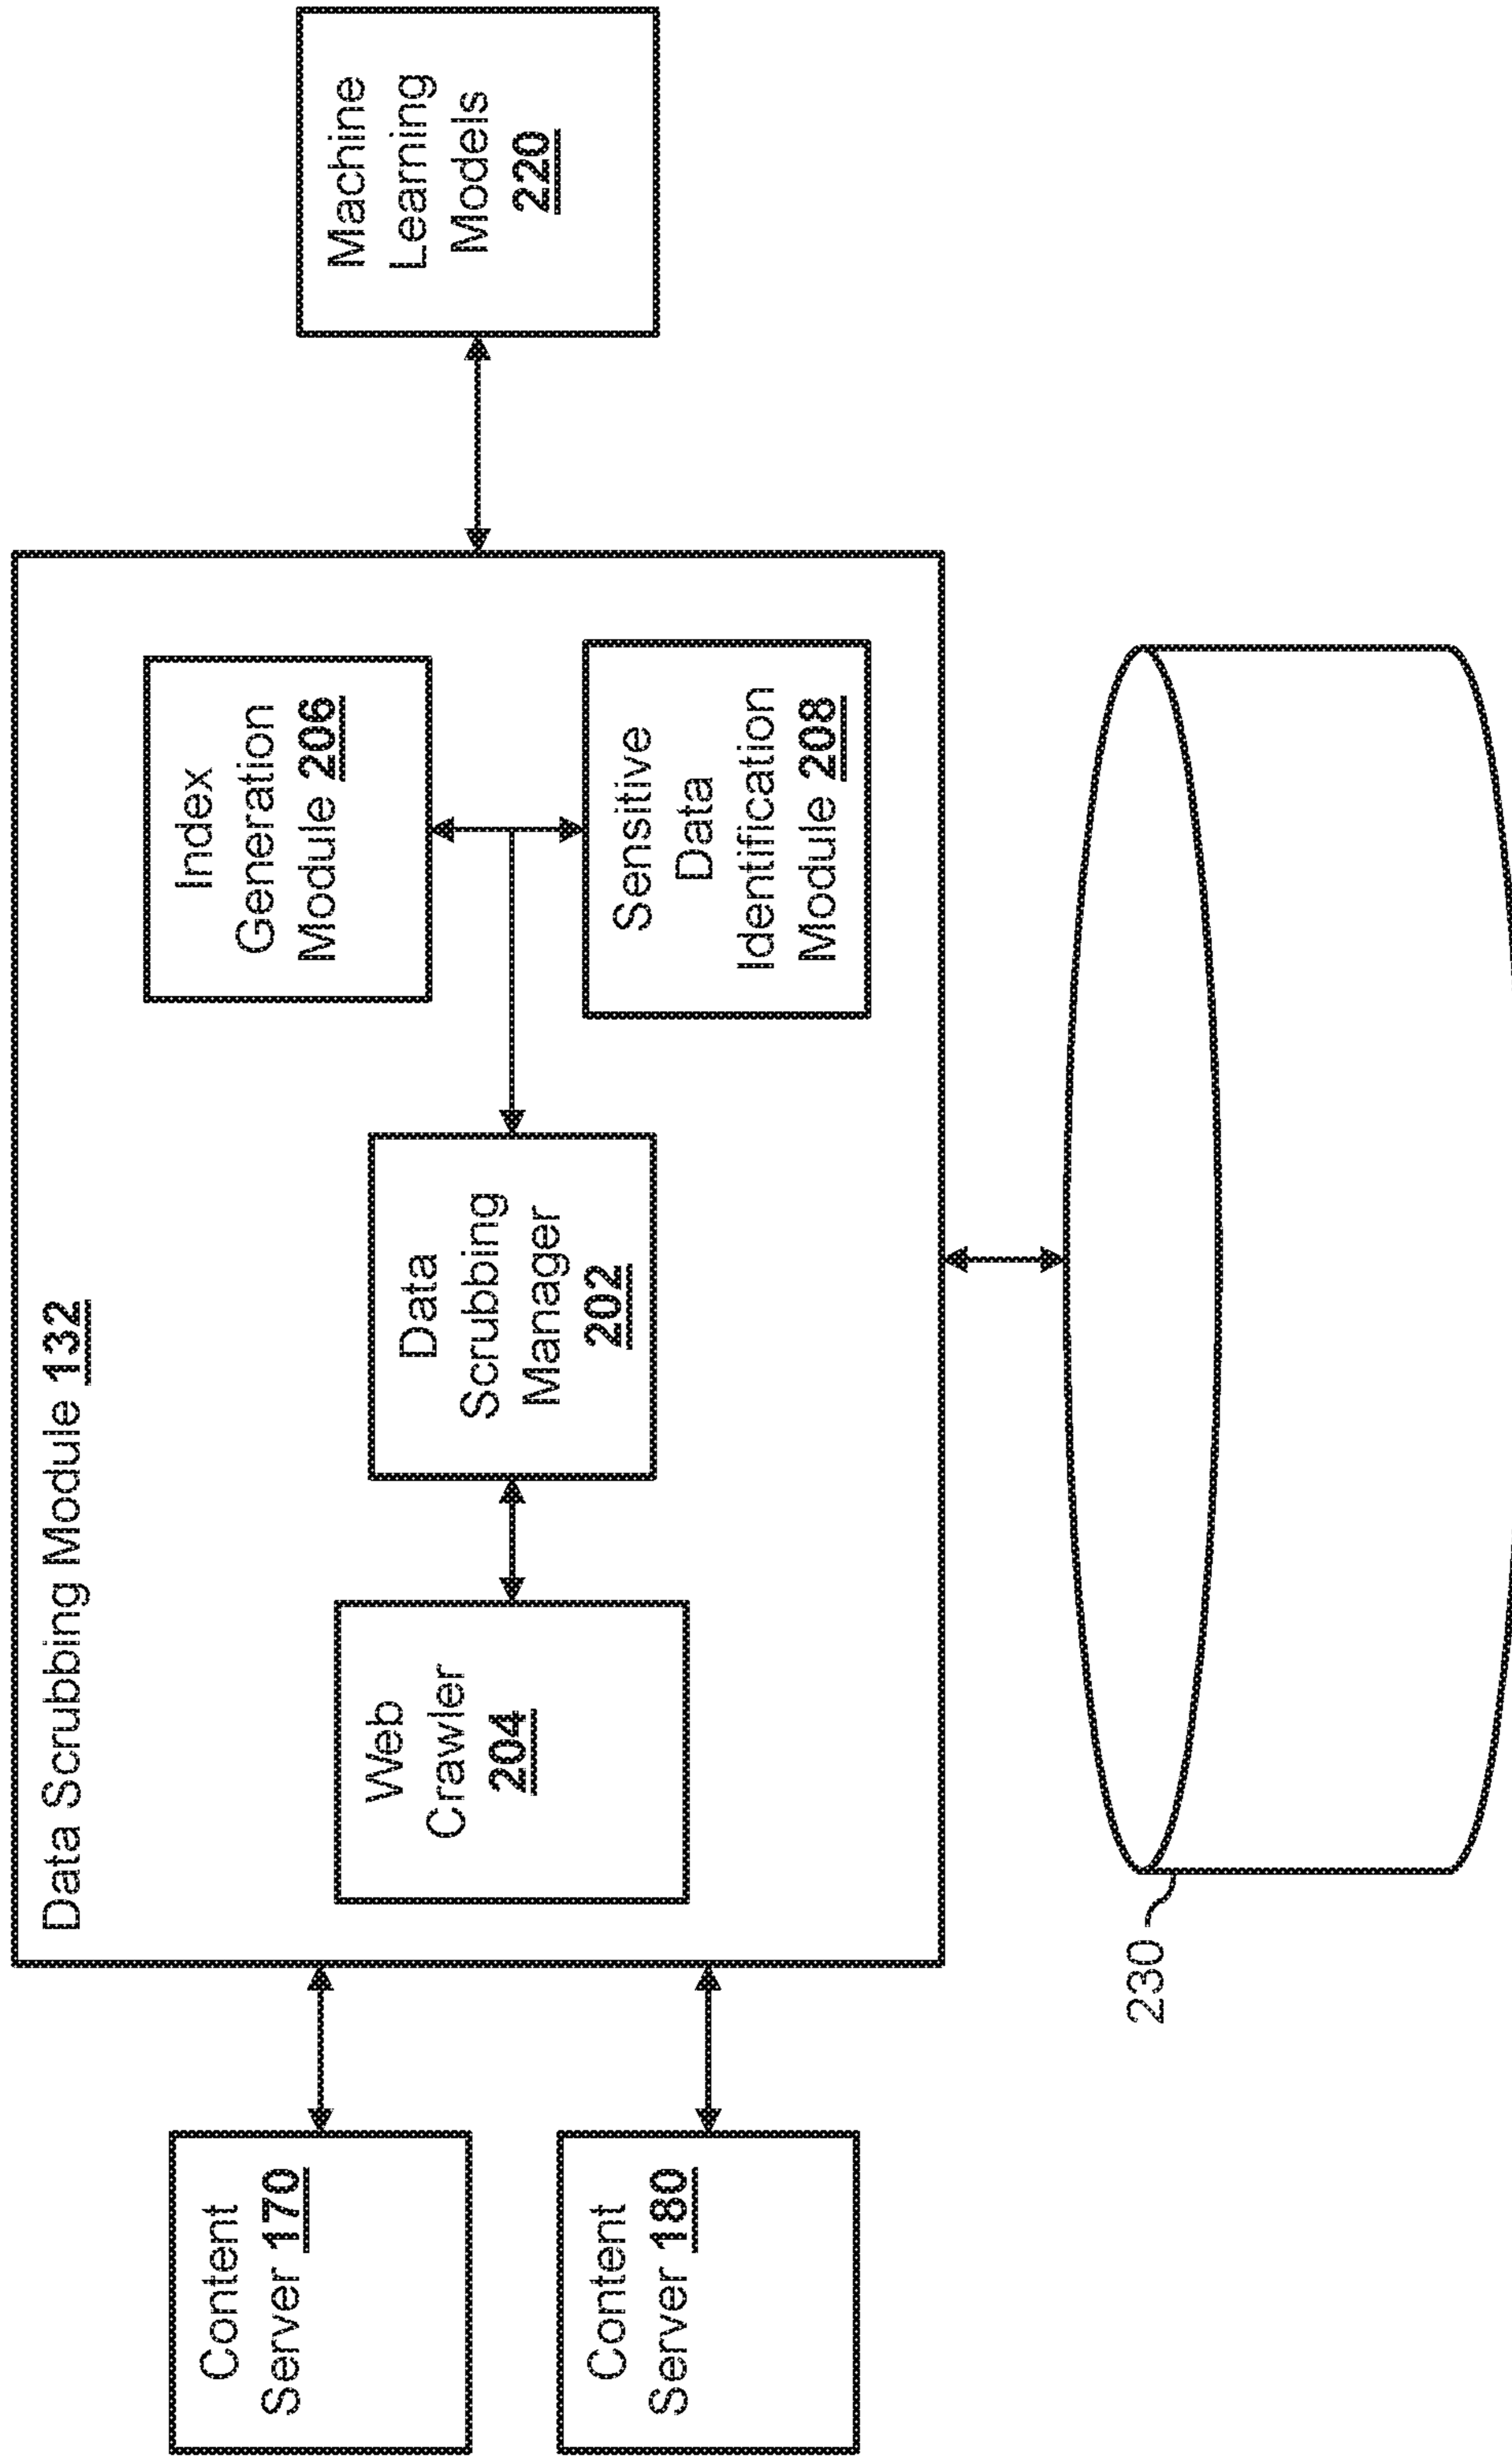 Data Scrubbing Module 132
Content
Server 170
Content
Server 180
Web
Crawler
204
Data
Scrubbing
Manager
202
Index
Generation
Module 206
Sensitive
Data
Identification
Module 208
Machine
Learning
Models
220
230